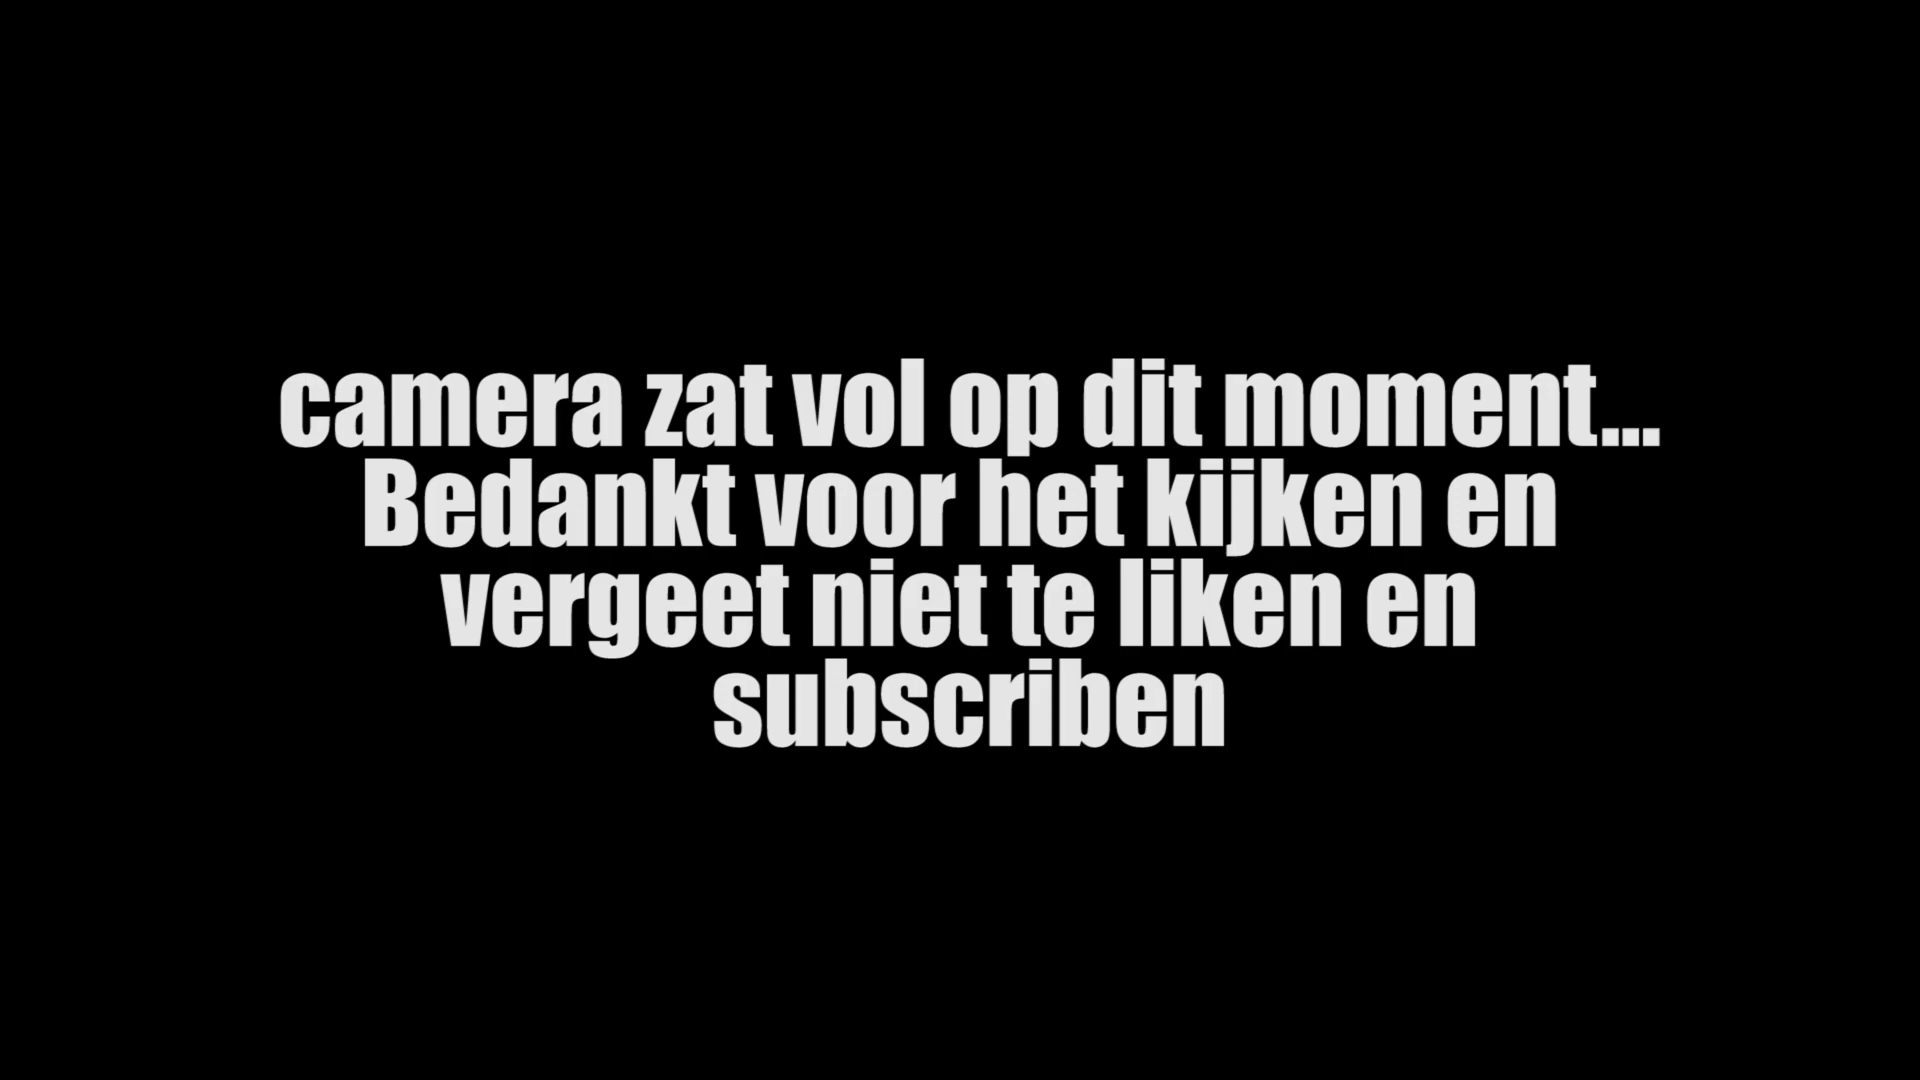 camera zat vol op dit moment...
Bedankt voor het kijken en
vergeet niet te liken en
subscriben